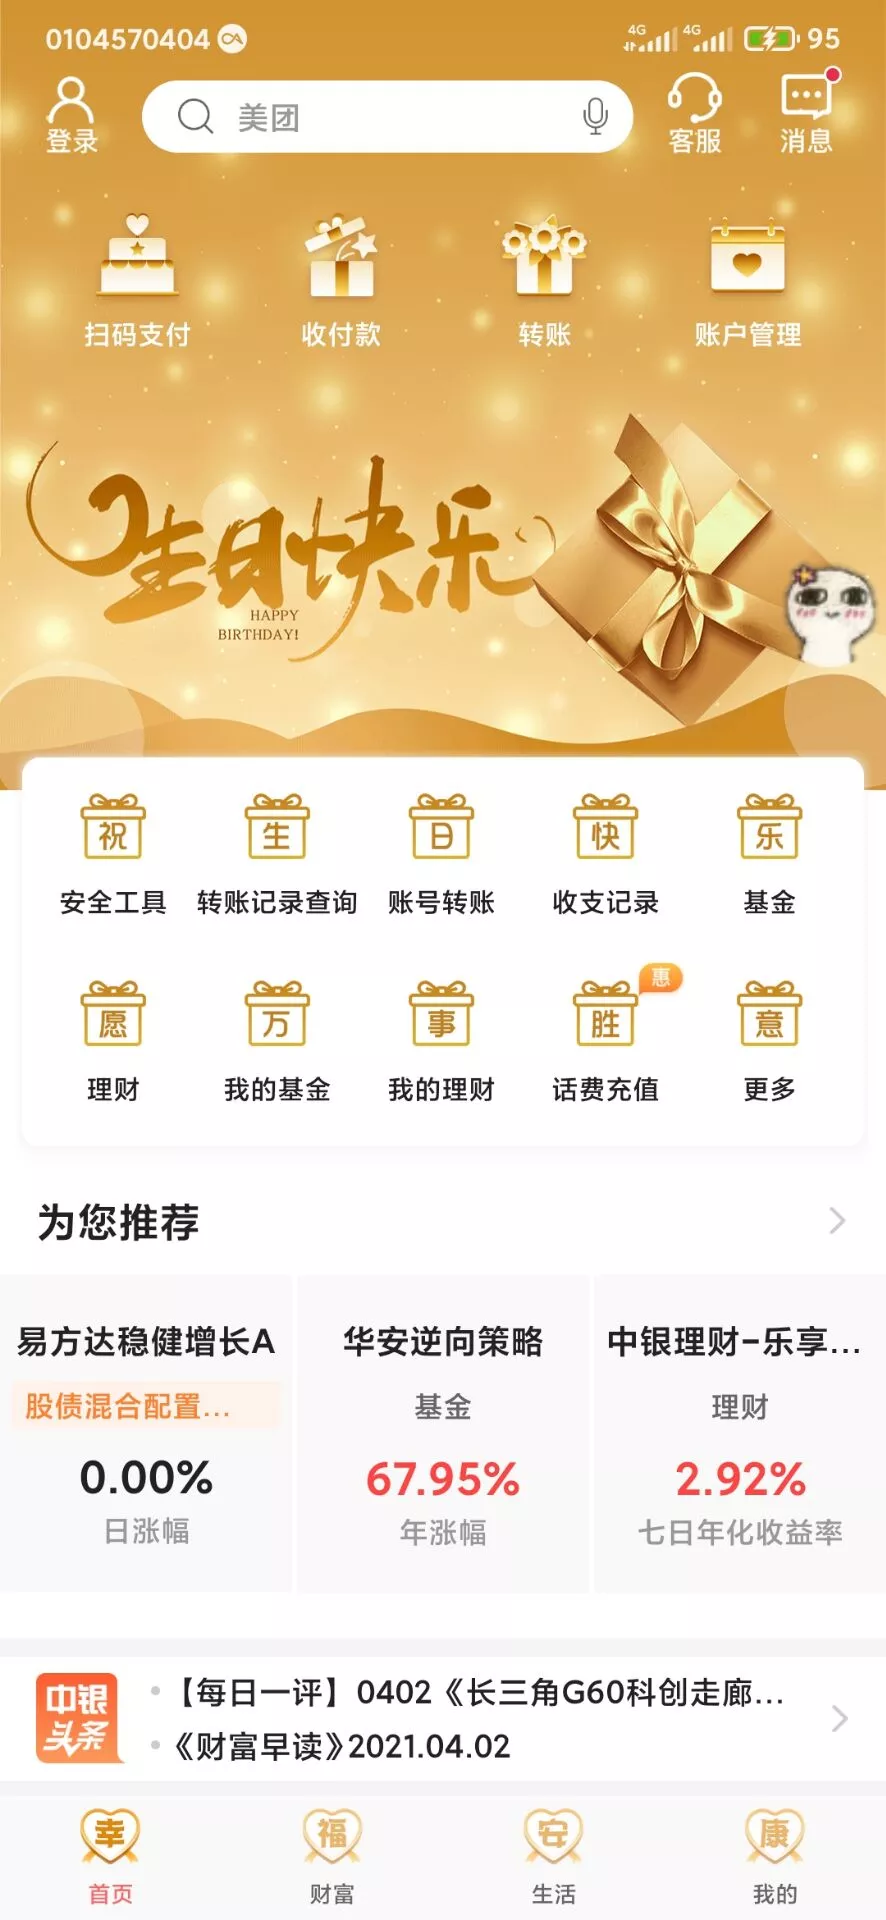 0104570404
4G 4G 95
登录
美团
客服
消息
扫码支付 收付款 转账 账户管理
生日快乐
HAPPY
BIRTHDAY!
祝 生 日 快 乐
安全工具 转账记录查询 账号转账 收支记录 基金
惠
愿 万 事 胜 意
理财 我的基金 我的理财 话费充值 更多
为您推荐
易方达稳健增长A 华安逆向策略 中银理财-乐享...
股债混合配置... 基金 理财
0.00% 67.95% 2.92%
日涨幅 年涨幅 七日年化收益率
中银
头条
【每日一评】0402《长三角G60科创走廊...
《财富早读》2021.04.02
幸 福 安 康
首页 财富 生活 我的